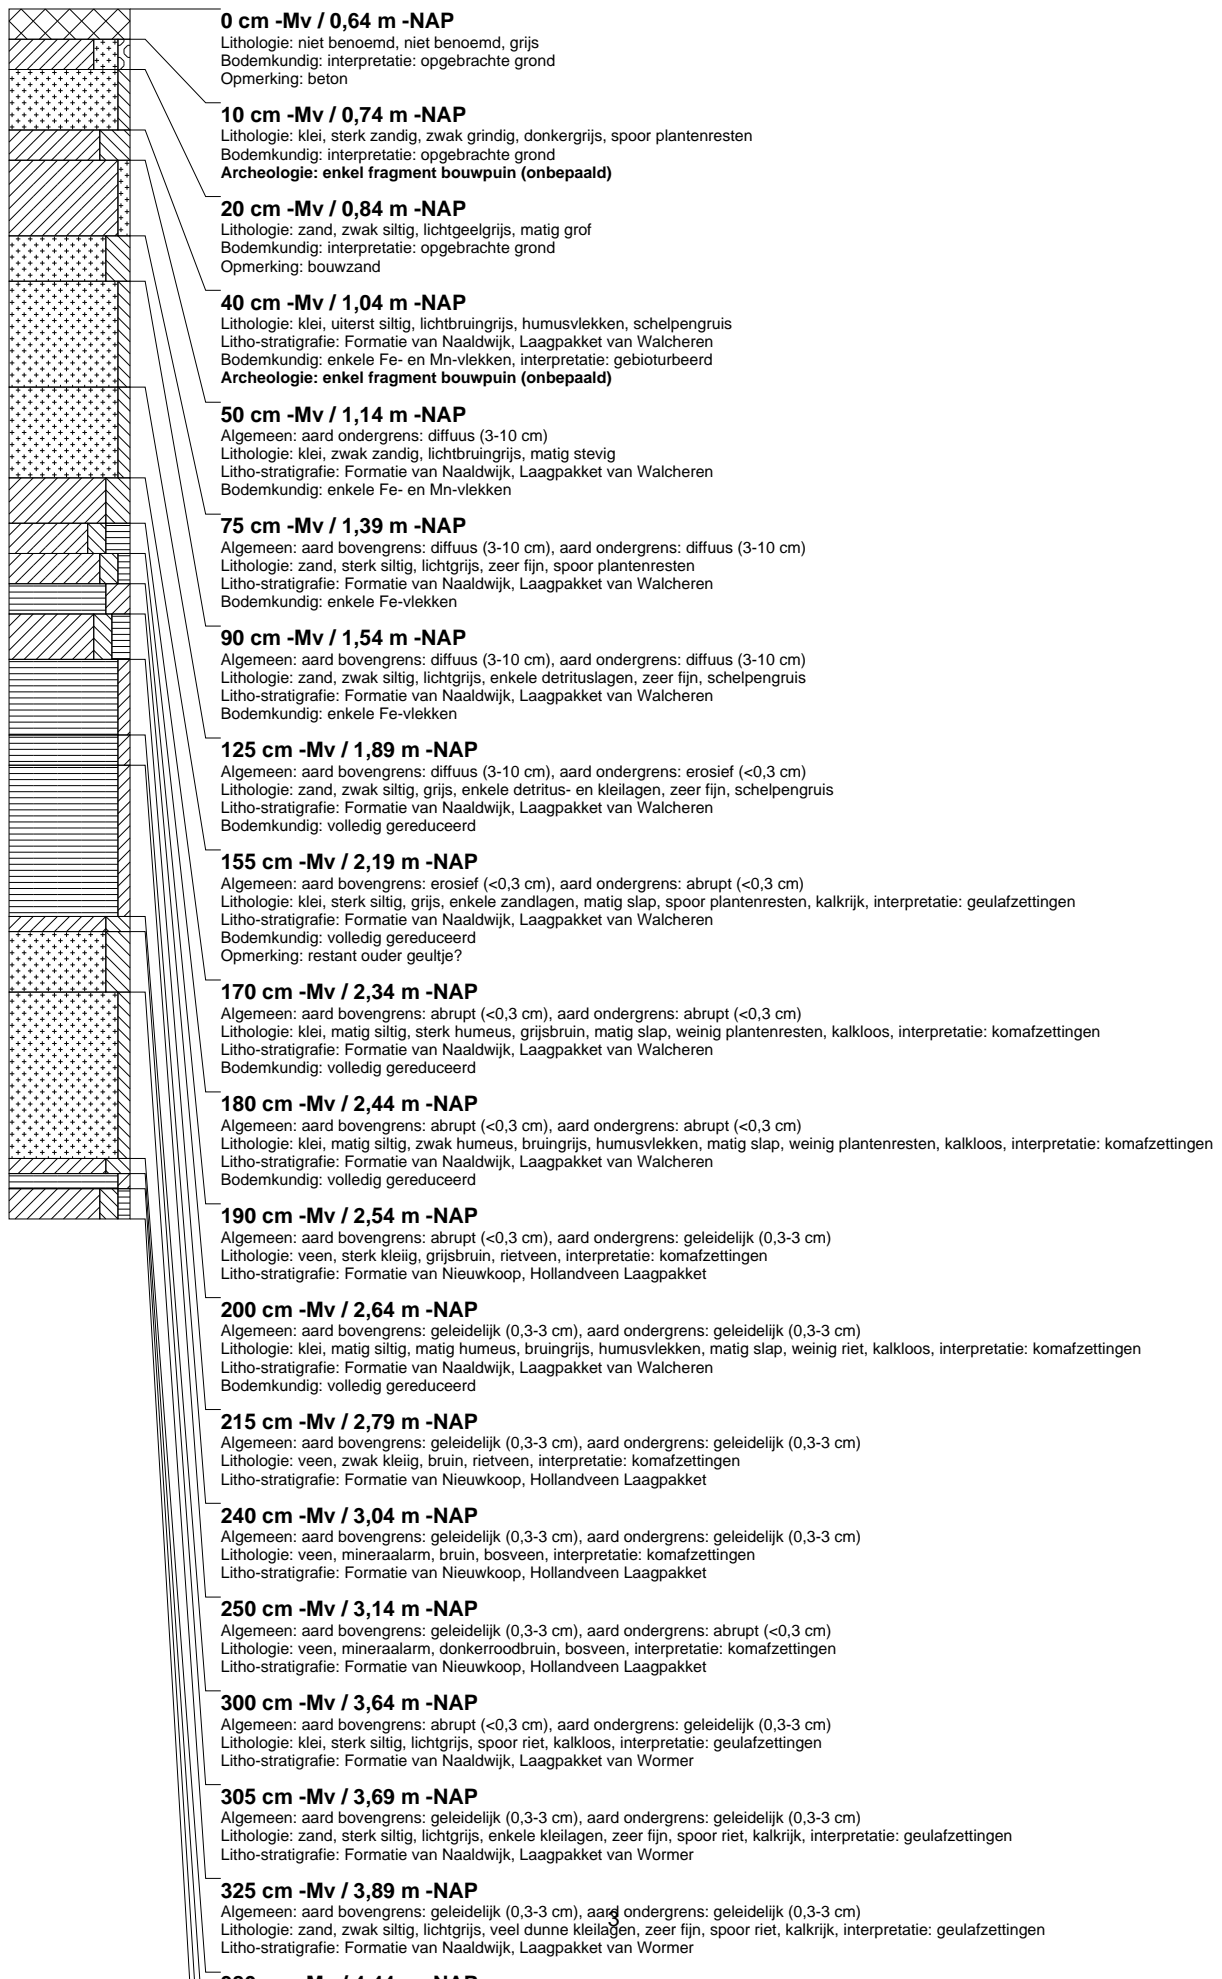 0 cm -Mv / 0,64 m -NAP
Lithologie: niet benoemd, niet benoemd, grijs
Bodemkundig: interpretatie: opgebrachte grond
Opmerking: beton
10 cm -Mv / 0,74 m -NAP
Lithologie: klei, sterk zandig, zwak grindig, donkergrijs, spoor plantenresten
Bodemkundig: interpretatie: opgebrachte grond
Archeologie: enkel fragment bouwpuin (onbepaald)
20 cm -Mv / 0,84 m -NAP
Lithologie: zand, zwak siltig, lichtgeelgrijs, matig grof
Bodemkundig: interpretatie: opgebrachte grond
Opmerking: bouwzand
40 cm -Mv / 1,04 m -NAP
Lithologie: klei, uiterst siltig, lichtbruingrijs, humusvlekken, schelpengruis
Litho-stratigrafie: Formatie van Naaldwijk, Laagpakket van Walcheren
Bodemkundig: enkele Fe- en Mn-vlekken, interpretatie: gebioturbeerd
Archeologie: enkel fragment bouwpuin (onbepaald)
50 cm -Mv / 1,14 m -NAP
Algemeen: aard ondergrens: diffuus (3-10 cm)
Lithologie: klei, zwak zandig, lichtbruingrijs, matig stevig
Litho-stratigrafie: Formatie van Naaldwijk, Laagpakket van Walcheren
Bodemkundig: enkele Fe- en Mn-vlekken
75 cm -Mv / 1,39 m -NAP
Algemeen: aard bovengrens: diffuus (3-10 cm), aard ondergrens: diffuus (3-10 cm)
Lithologie: zand, sterk siltig, lichtgrijs, zeer fijn, spoor plantenresten
Litho-stratigrafie: Formatie van Naaldwijk, Laagpakket van Walcheren
Bodemkundig: enkele Fe-vlekken
90 cm -Mv / 1,54 m -NAP
Algemeen: aard bovengrens: diffuus (3-10 cm), aard ondergrens: diffuus (3-10 cm)
Lithologie: zand, zwak siltig, lichtgrijs, enkele detrituslagen, zeer fijn, schelpengruis
Litho-stratigrafie: Formatie van Naaldwijk, Laagpakket van Walcheren
Bodemkundig: enkele Fe-vlekken
125 cm -Mv / 1,89 m -NAP
Algemeen: aard bovengrens: diffuus (3-10 cm), aard ondergrens: erosief (<0,3 cm)
Lithologie: zand, zwak siltig, grijs, enkele detritus- en kleilagen, zeer fijn, schelpengruis
Litho-stratigrafie: Formatie van Naaldwijk, Laagpakket van Walcheren
Bodemkundig: volledig gereduceerd
155 cm -Mv / 2,19 m -NAP
Algemeen: aard bovengrens: erosief (<0,3 cm), aard ondergrens: abrupt (<0,3 cm)
Lithologie: klei, sterk siltig, grijs, enkele zandlagen, matig slap, spoor plantenresten, kalkrijk, interpretatie: geulafzettingen
Litho-stratigrafie: Formatie van Naaldwijk, Laagpakket van Walcheren
Bodemkundig: volledig gereduceerd
Opmerking: restant ouder geultje?
170 cm -Mv / 2,34 m -NAP
Algemeen: aard bovengrens: abrupt (<0,3 cm), aard ondergrens: abrupt (<0,3 cm)
Lithologie: klei, matig siltig, sterk humeus, grijsbruin, matig slap, weinig plantenresten, kalkloos, interpretatie: komafzettingen
Litho-stratigrafie: Formatie van Naaldwijk, Laagpakket van Walcheren
Bodemkundig: volledig gereduceerd
180 cm -Mv / 2,44 m -NAP
Algemeen: aard bovengrens: abrupt (<0,3 cm), aard ondergrens: abrupt (<0,3 cm)
Lithologie: klei, matig siltig, zwak humeus, bruingrijs, humusvlekken, matig slap, weinig plantenresten, kalkloos, interpretatie: komafzettingen
Litho-stratigrafie: Formatie van Naaldwijk, Laagpakket van Walcheren
Bodemkundig: volledig gereduceerd
190 cm -Mv / 2,54 m -NAP
Algemeen: aard bovengrens: abrupt (<0,3 cm), aard ondergrens: geleidelijk (0,3-3 cm)
Lithologie: veen, sterk kleiig, grijsbruin, rietveen, interpretatie: komafzettingen
Litho-stratigrafie: Formatie van Nieuwkoop, Hollandveen Laagpakket
200 cm -Mv / 2,64 m -NAP
Algemeen: aard bovengrens: geleidelijk (0,3-3 cm), aard ondergrens: geleidelijk (0,3-3 cm)
Lithologie: klei, matig siltig, matig humeus, bruingrijs, humusvlekken, matig slap, weinig riet, kalkloos, interpretatie: komafzettingen
Litho-stratigrafie: Formatie van Naaldwijk, Laagpakket van Walcheren
Bodemkundig: volledig gereduceerd
215 cm -Mv / 2,79 m -NAP
Algemeen: aard bovengrens: geleidelijk (0,3-3 cm), aard ondergrens: geleidelijk (0,3-3 cm)
Lithologie: veen, zwak kleiig, bruin, rietveen, interpretatie: komafzettingen
Litho-stratigrafie: Formatie van Nieuwkoop, Hollandveen Laagpakket
240 cm -Mv / 3,04 m -NAP
Algemeen: aard bovengrens: geleidelijk (0,3-3 cm), aard ondergrens: geleidelijk (0,3-3 cm)
Lithologie: veen, mineraalarm, bruin, bosveen, interpretatie: komafzettingen
Litho-stratigrafie: Formatie van Nieuwkoop, Hollandveen Laagpakket
250 cm -Mv / 3,14 m -NAP
Algemeen: aard bovengrens: geleidelijk (0,3-3 cm), aard ondergrens: abrupt (<0,3 cm)
Lithologie: veen, mineraalarm, donkerroodbruin, bosveen, interpretatie: komafzettingen
Litho-stratigrafie: Formatie van Nieuwkoop, Hollandveen Laagpakket
300 cm -Mv / 3,64 m -NAP
Algemeen: aard bovengrens: abrupt (<0,3 cm), aard ondergrens: geleidelijk (0,3-3 cm)
Lithologie: klei, sterk siltig, lichtgrijs, spoor riet, kalkloos, interpretatie: geulafzettingen
Litho-stratigrafie: Formatie van Naaldwijk, Laagpakket van Wormer
305 cm -Mv / 3,69 m -NAP
Algemeen: aard bovengrens: geleidelijk (0,3-3 cm), aard ondergrens: geleidelijk (0,3-3 cm)
Lithologie: zand, sterk siltig, lichtgrijs, enkele kleilagen, zeer fijn, spoor riet, kalkrijk, interpretatie: geulafzettingen
Litho-stratigrafie: Formatie van Naaldwijk, Laagpakket van Wormer
325 cm -Mv / 3,89 m -NAP
Algemeen: aard bovengrens: geleidelijk (0,3-3 cm), aard ondergrens: geleidelijk (0,3-3 cm)
3
Lithologie: zand, zwak siltig, lichtgrijs, veel dunne kleilagen, zeer fijn, spoor riet, kalkrijk, interpretatie: geulafzettingen
Litho-stratigrafie: Formatie van Naaldwijk, Laagpakket van Wormer